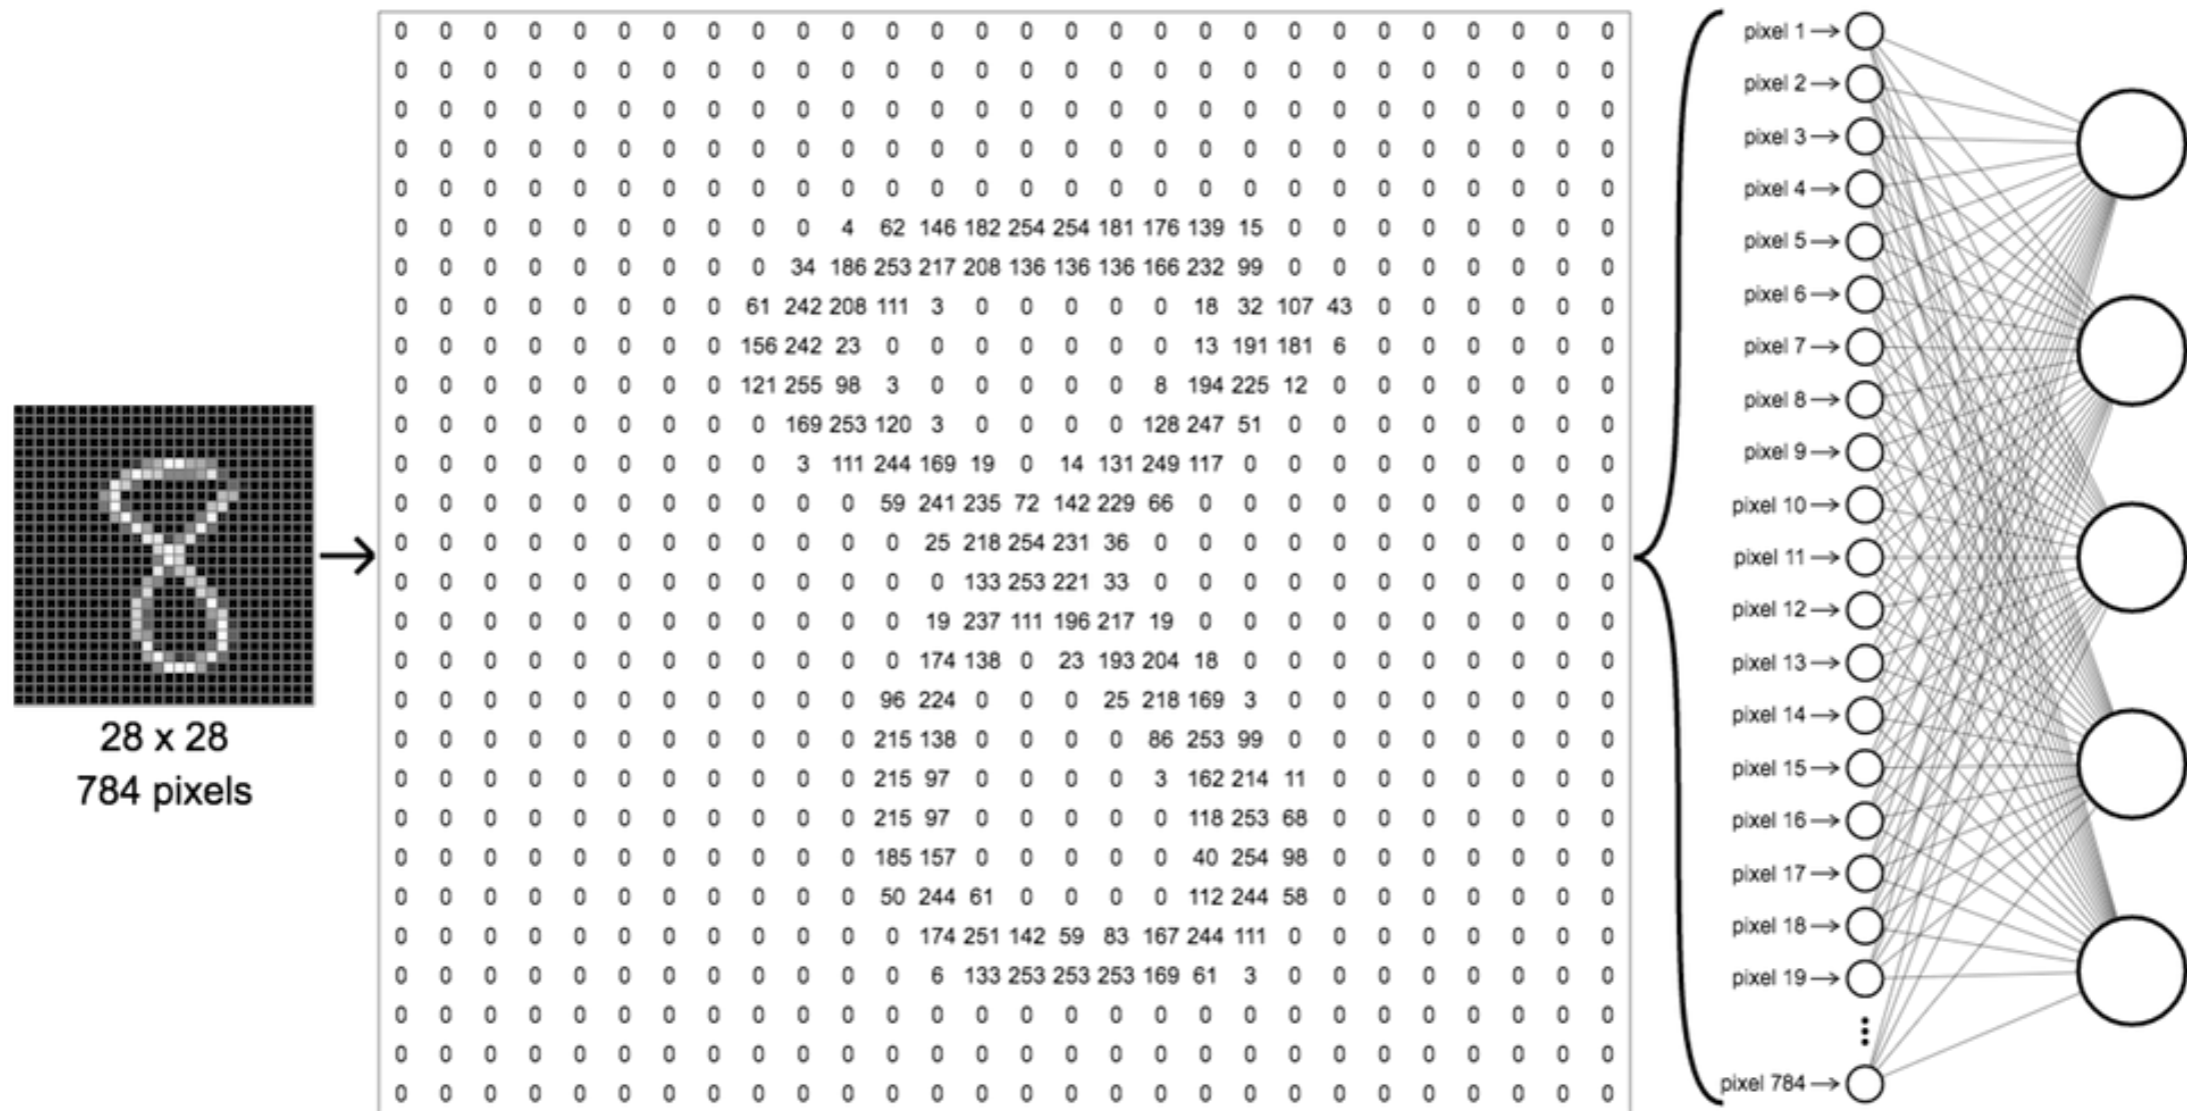 28 x 28
784 pixels
0 0 0 0 0 0 0 0 0 0 0 0 0 0 0 0 0 0 0 0 0 0 0 0 0 0 0 0
0 0 0 0 0 0 0 0 0 0 0 0 0 0 0 0 0 0 0 0 0 0 0 0 0 0 0 0
0 0 0 0 0 0 0 0 0 0 0 0 0 0 0 0 0 0 0 0 0 0 0 0 0 0 0 0
0 0 0 0 0 0 0 0 0 0 0 0 0 0 0 0 0 0 0 0 0 0 0 0 0 0 0 0
0 0 0 0 0 0 0 0 0 0 0 0 0 0 0 0 0 0 0 0 0 0 0 0 0 0 0 0
0 0 0 0 0 0 0 0 0 0 4 62 146 182 254 254 181 176 139 15 0 0 0 0 0 0 0 0
0 0 0 0 0 0 0 0 0 34 186 253 217 208 136 136 136 166 232 99 0 0 0 0 0 0 0 0
0 0 0 0 0 0 0 0 61 242 208 111 3 0 0 0 0 0 18 32 107 43 0 0 0 0 0 0
0 0 0 0 0 0 0 0 156 242 23 0 0 0 0 0 0 0 13 191 181 6 0 0 0 0 0 0
0 0 0 0 0 0 0 0 121 255 98 3 0 0 0 0 0 8 194 225 12 0 0 0 0 0 0 0
0 0 0 0 0 0 0 0 0 169 253 120 3 0 0 0 0 128 247 51 0 0 0 0 0 0 0 0
0 0 0 0 0 0 0 0 0 3 111 244 169 19 0 14 131 249 117 0 0 0 0 0 0 0 0 0
0 0 0 0 0 0 0 0 0 0 0 59 241 235 72 142 229 66 0 0 0 0 0 0 0 0 0 0
0 0 0 0 0 0 0 0 0 0 0 0 25 218 254 231 36 0 0 0 0 0 0 0 0 0 0 0
0 0 0 0 0 0 0 0 0 0 0 0 0 133 253 221 33 0 0 0 0 0 0 0 0 0 0 0
0 0 0 0 0 0 0 0 0 0 0 0 19 237 111 196 217 19 0 0 0 0 0 0 0 0 0 0
0 0 0 0 0 0 0 0 0 0 0 0 174 138 0 23 193 204 18 0 0 0 0 0 0 0 0 0
0 0 0 0 0 0 0 0 0 0 0 96 224 0 0 0 25 218 169 3 0 0 0 0 0 0 0 0
0 0 0 0 0 0 0 0 0 0 0 215 138 0 0 0 0 86 253 99 0 0 0 0 0 0 0 0
0 0 0 0 0 0 0 0 0 0 0 215 97 0 0 0 0 3 162 214 11 0 0 0 0 0 0 0
0 0 0 0 0 0 0 0 0 0 0 215 97 0 0 0 0 0 118 253 68 0 0 0 0 0 0 0
0 0 0 0 0 0 0 0 0 0 0 185 157 0 0 0 0 0 40 254 98 0 0 0 0 0 0 0
0 0 0 0 0 0 0 0 0 0 0 50 244 61 0 0 0 0 112 244 58 0 0 0 0 0 0 0
0 0 0 0 0 0 0 0 0 0 0 0 174 251 142 59 83 167 244 111 0 0 0 0 0 0 0 0
0 0 0 0 0 0 0 0 0 0 0 0 6 133 253 253 253 169 61 3 0 0 0 0 0 0 0 0
0 0 0 0 0 0 0 0 0 0 0 0 0 0 0 0 0 0 0 0 0 0 0 0 0 0 0 0
0 0 0 0 0 0 0 0 0 0 0 0 0 0 0 0 0 0 0 0 0 0 0 0 0 0 0 0
0 0 0 0 0 0 0 0 0 0 0 0 0 0 0 0 0 0 0 0 0 0 0 0 0 0 0 0
pixel 1
pixel 2
pixel 3
pixel 4
pixel 5
pixel 6
pixel 7
pixel 8
pixel 9
pixel 10
pixel 11
pixel 12
pixel 13
pixel 14
pixel 15
pixel 16
pixel 17
pixel 18
pixel 19
pixel 784